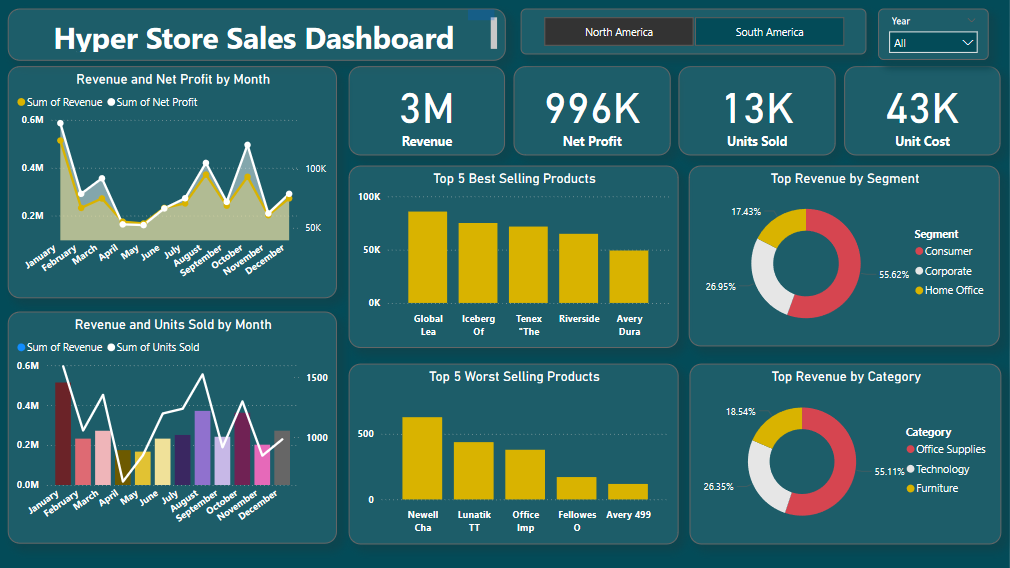 Hyper Store Sales Dashboard
North America
South America
Year
All
Revenue and Net Profit by Month
Sum of Revenue Sum of Net Profit
0.6M
0.4M
0.2M
100K
50K
January
February
March
April
May
June
July
August
September
October
November
December
3M
Revenue
996K
Net Profit
13K
Units Sold
43K
Unit Cost
Top 5 Best Selling Products
100K
50K
0K
Global
Lea
Iceberg
Of
Tenex
"The
Riverside
Avery
Dura
Top Revenue by Segment
17.43%
26.95%
55.62%
Segment
Consumer
Corporate
Home Office
Revenue and Units Sold by Month
Sum of Revenue Sum of Units Sold
0.6M
0.4M
0.2M
0.0M
1500
1000
January
February
March
April
May
June
July
August
September
October
November
December
Top 5 Worst Selling Products
500
0
Newell
Cha
Lunatik
TT
Office
Imp
Fellowes
O
Avery 499
Top Revenue by Category
18.54%
26.35%
55.11%
Category
Office Supplies
Technology
Furniture